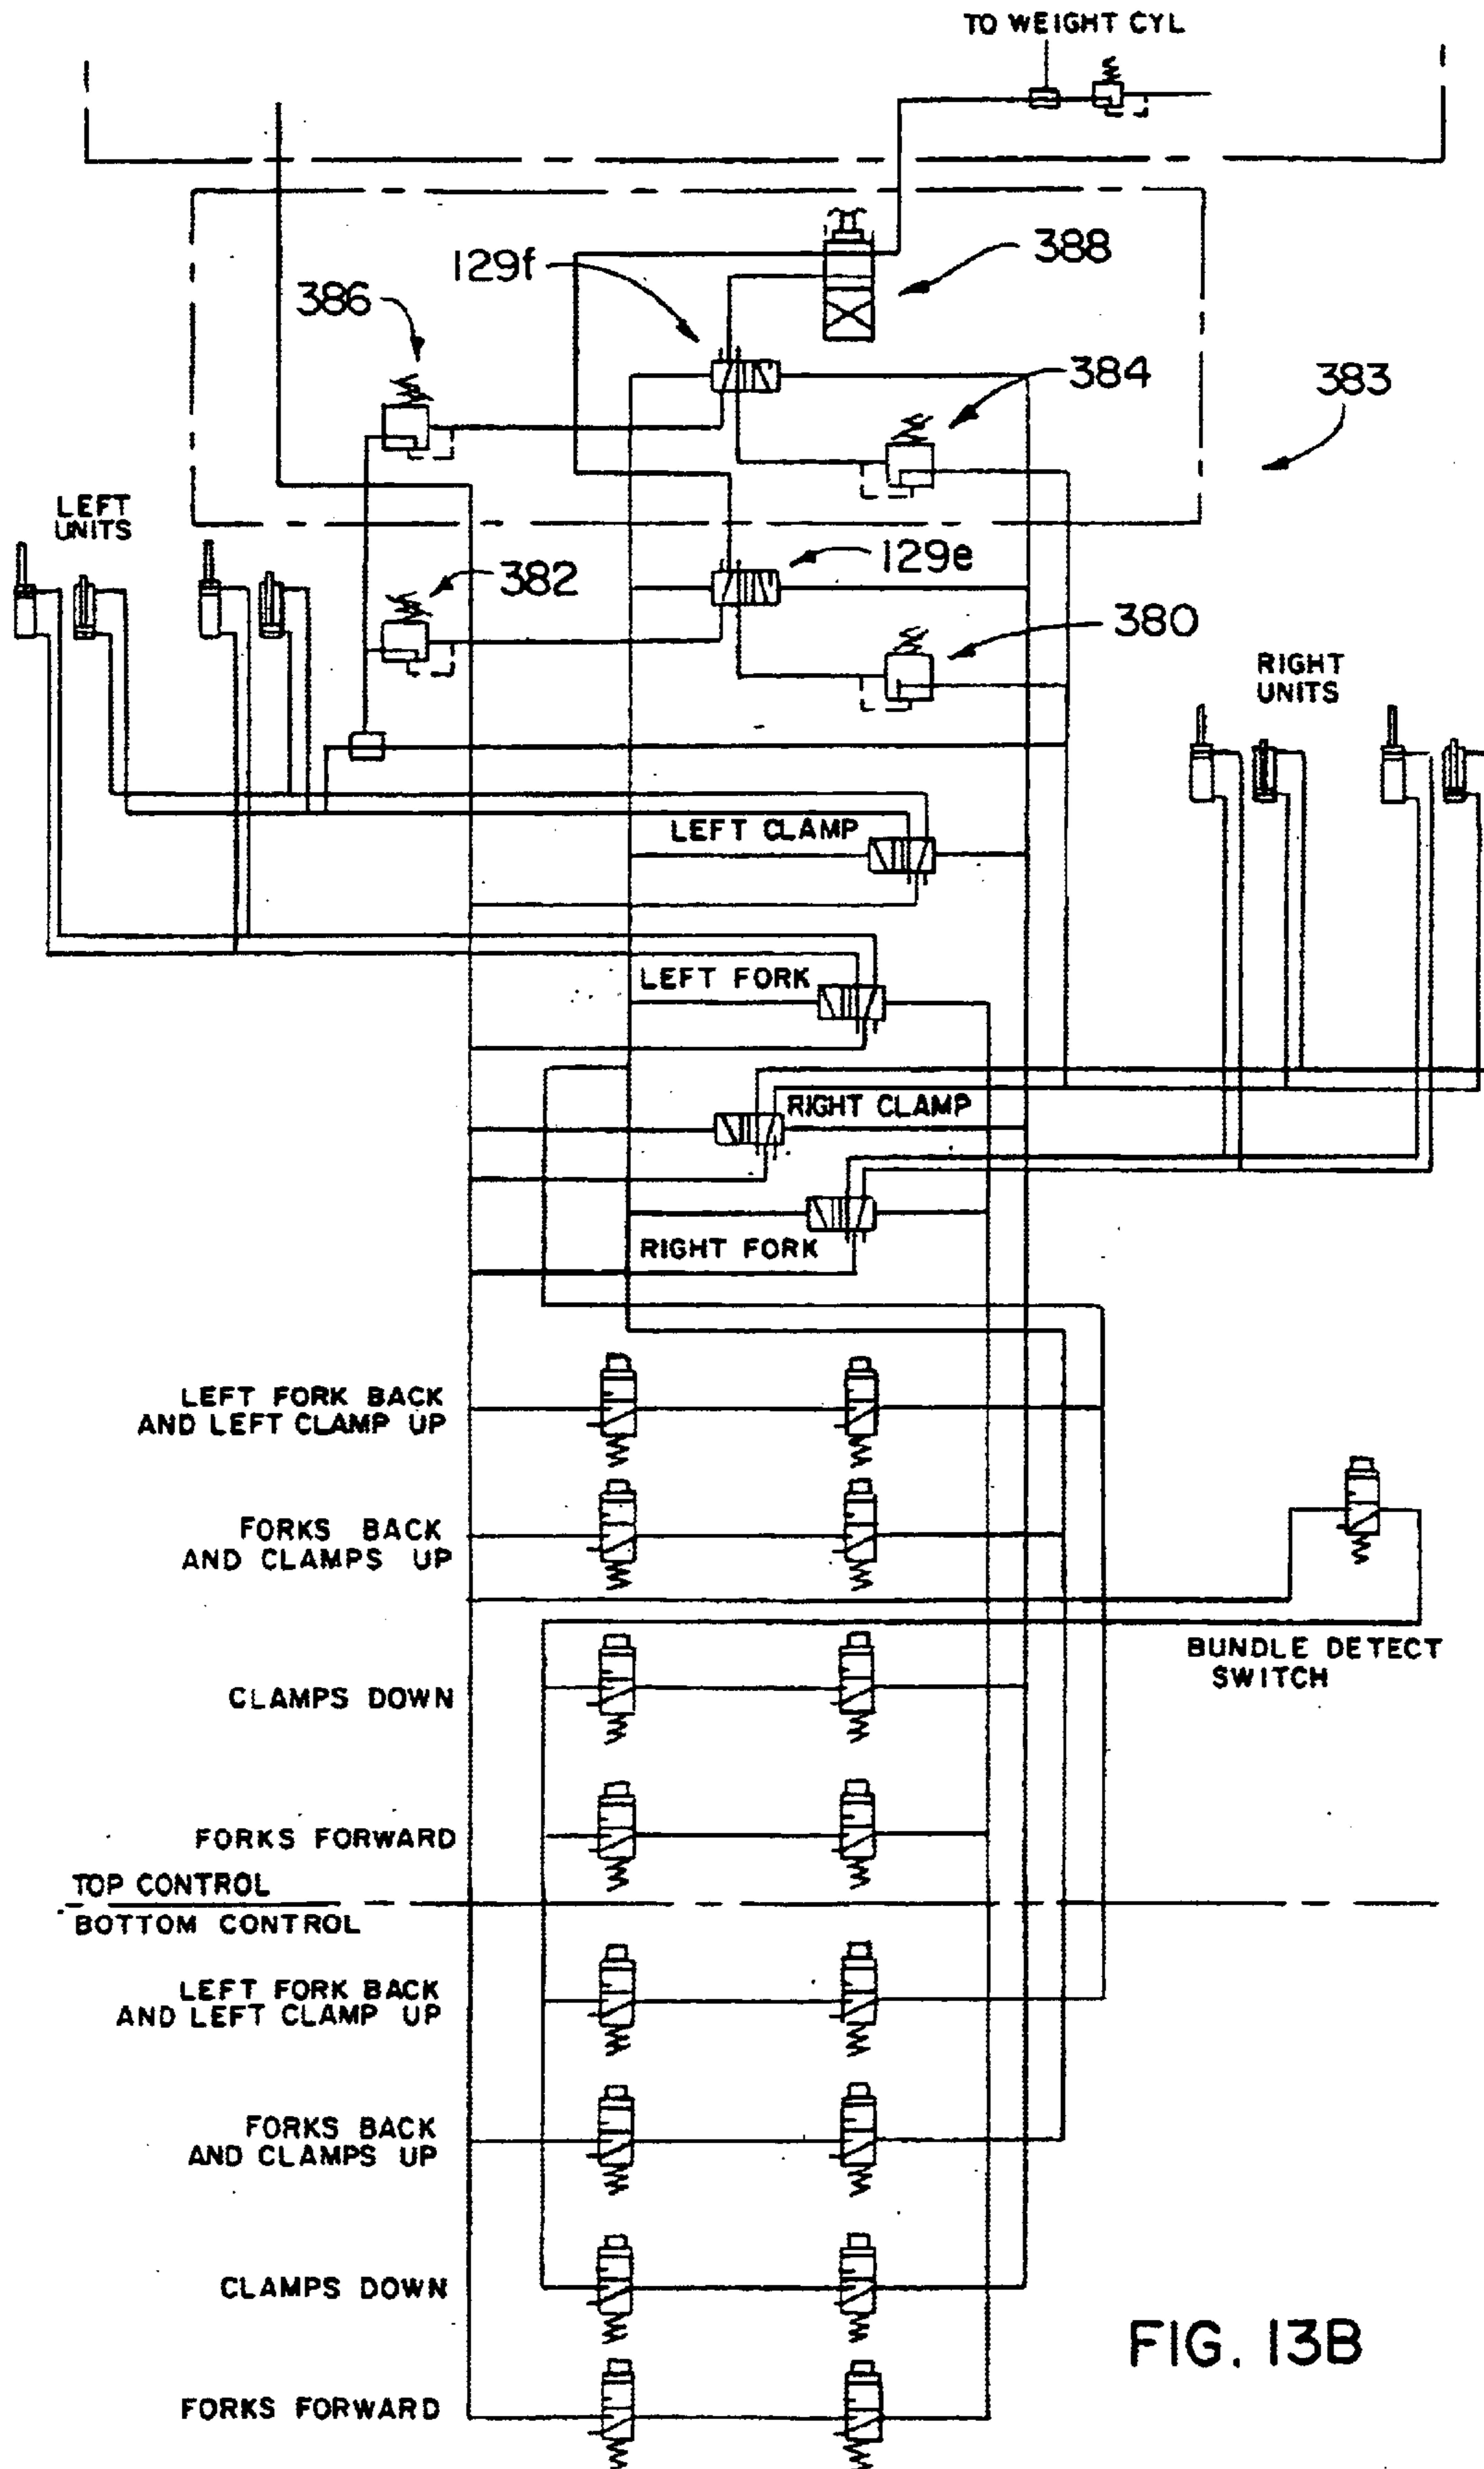 TO WEIGHT CYL
388
129f
386
384
383
LEFT
UNITS
129e
382
380
RIGHT
UNITS
LEFT CLAMP
LEFT FORK
RIGHT CLAMP
RIGHT FORK
LEFT FORK BACK
AND LEFT CLAMP UP
FORKS BACK
AND CLAMPS UP
BUNDLE DETECT
SWITCH
CLAMPS DOWN
FORKS FORWARD
TOP CONTROL
BOTTOM CONTROL
LEFT FORK BACK
AND LEFT CLAMP UP
FORKS BACK
AND CLAMPS UP
CLAMPS DOWN
FIG. 13B
FORKS FORWARD